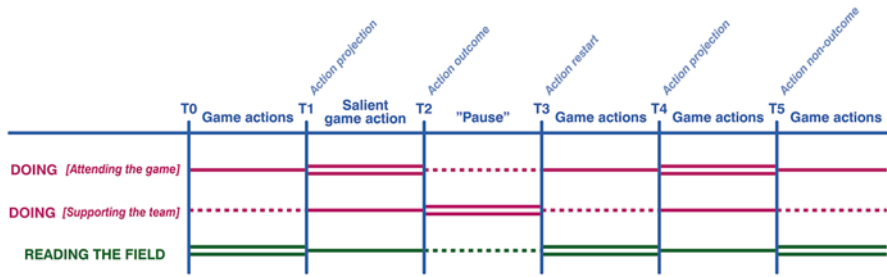 Action projection
Action outcome
Action restart
Action projection
Action non-outcome
T0 T1 T2 T3 T4 T5
Game actions
Salient
game action
"Pause"
Game actions
Game actions
Game actions
DOING [Attending the game]
DOING [Supporting the team]
READING THE FIELD